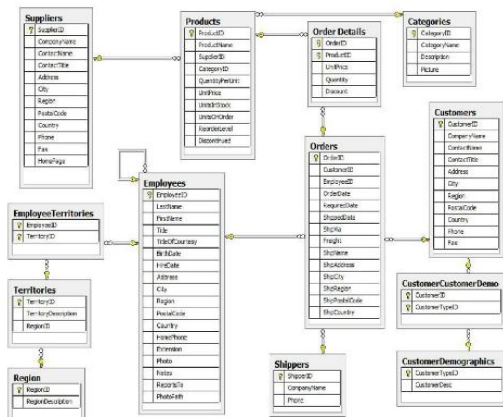 Suppliers
SupplierID
CompanyName
ContactName
ContactTitle
Address
City
Region
PostalCode
Country
Phone
Fax
HomePage
Products
ProductID
ProductName
SupplierID
CategoryID
QuantityPerUnit
UnitPrice
UnitsInStock
UnitsOnOrder
ReorderLevel
Discontinued
Order Details
OrderID
ProductID
UnitPrice
Quantity
Discount
Categories
CategoryID
CategoryName
Description
Picture
Customers
CustomerID
CompanyName
ContactName
ContactTitle
Address
City
Region
PostalCode
Country
Phone
Fax
Orders
OrderID
CustomerID
EmployeeID
OrderDate
RequiredDate
ShippedDate
ShipVia
Freight
ShipName
ShipAddress
ShipCity
ShipRegion
ShipPostalCode
ShipCountry
Employees
EmployeeID
LastName
FirstName
Title
TitleOfCourtesy
BirthDate
HireDate
Address
City
Region
PostalCode
Country
HomePhone
Extension
Photo
Notes
ReportsTo
PhotoPath
EmployeeTerritories
EmployeeID
TerritoryID
Territories
TerritoryID
TerritoryDescription
RegionID
Region
RegionID
RegionDescription
Shippers
ShipperID
CompanyName
Phone
CustomerCustomerDemo
CustomerID
CustomerTypeID
CustomerDemographics
CustomerTypeID
CustomerDesc